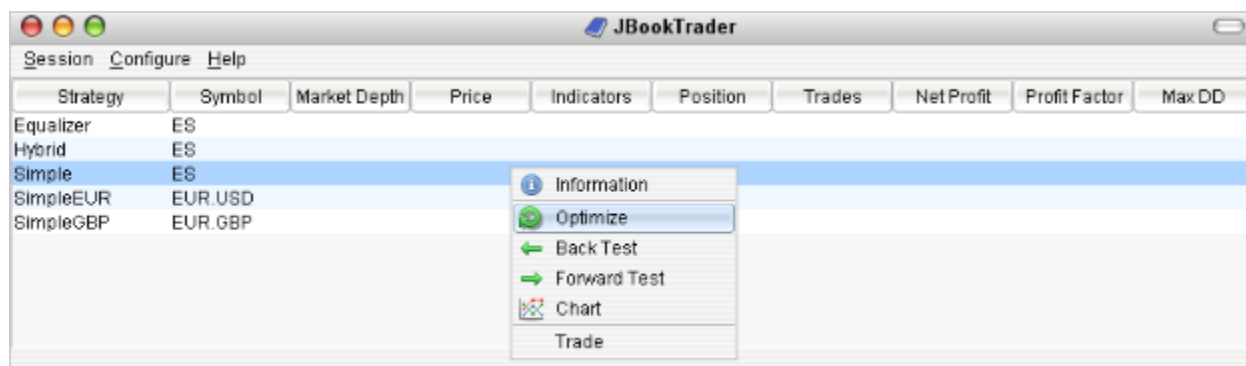 JBookTrader
Session Configure Help
Strategy Symbol Market Depth Price Indicators Position Trades Net Profit Profit Factor Max DD
Equalizer ES
Hybrid ES
Simple ES
SimpleEUR EUR.USD
SimpleGBP EUR.GBP
Information
Optimize
Back Test
Forward Test
Chart
Trade